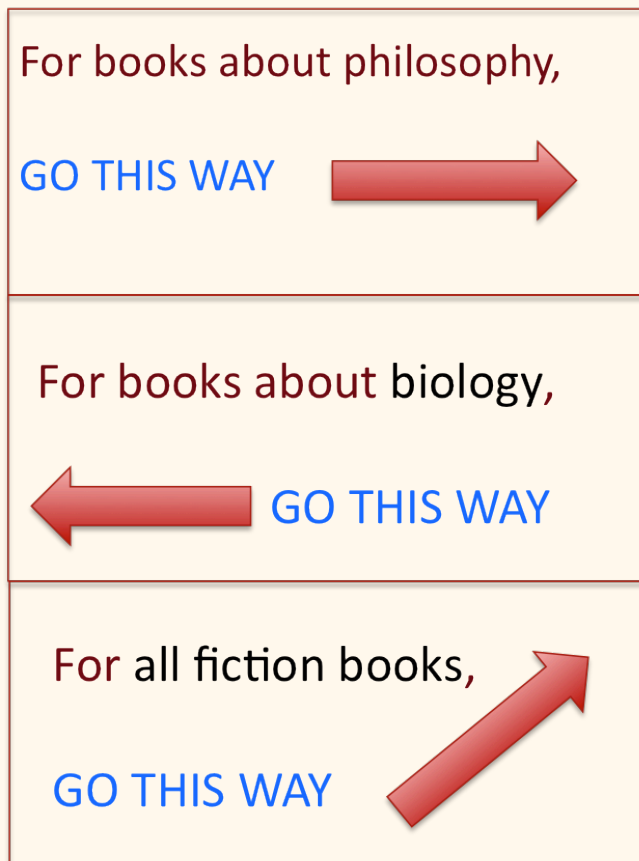 For books about philosophy,
GO THIS WAY
For books about biology,
GO THIS WAY
For all fiction books,
GO THIS WAY